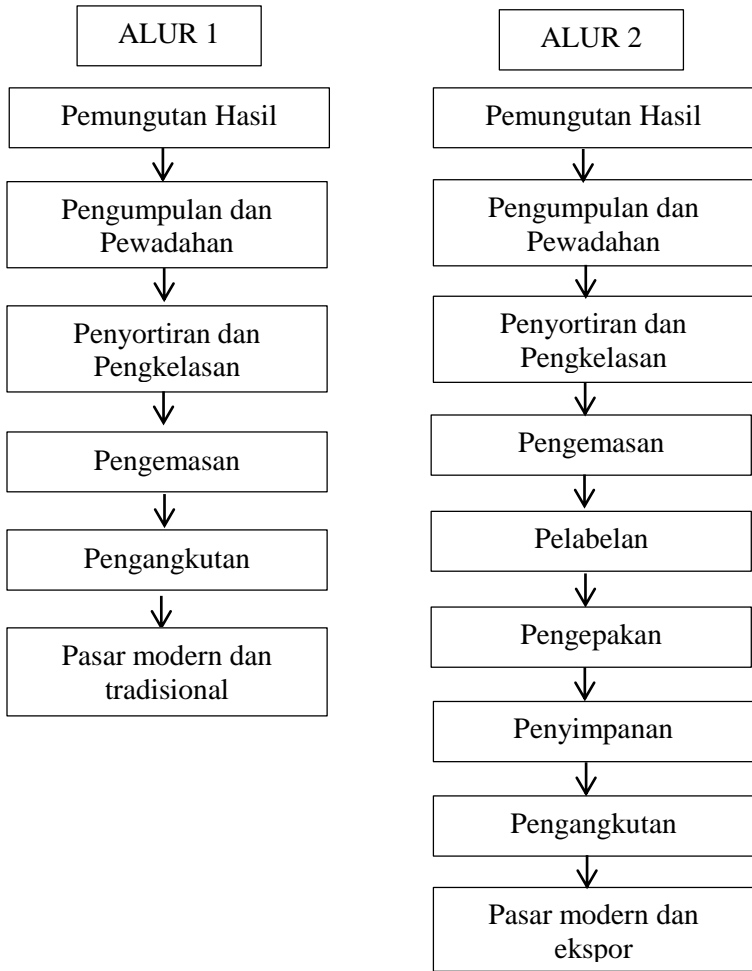 ALUR 1
Pemungutan Hasil
Pengumpulan dan
Pewadahan
Penyortiran dan
Pengkelasan
Pengemasan
Pengangkutan
Pasar modern dan
tradisional
ALUR 2
Pemungutan Hasil
Pengumpulan dan
Pewadahan
Penyortiran dan
Pengkelasan
Pengemasan
Pelabelan
Pengepakan
Penyimpanan
Pengangkutan
Pasar modern dan
ekspor